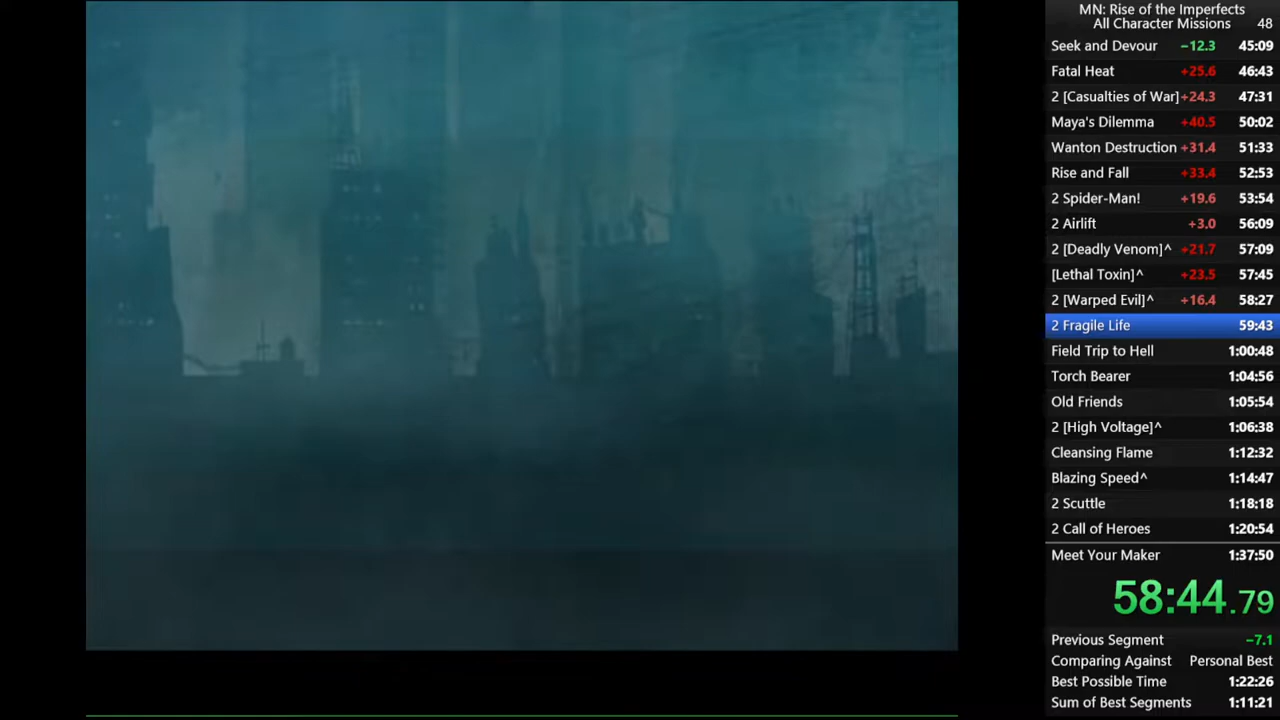 MN: Rise of the Imperfects
All Character Missions 48
Seek and Devour −12.3 45:09
Fatal Heat +25.6 46:43
2 [Casualties of War] +24.3 47:31
Maya's Dilemma +40.5 50:02
Wanton Destruction +31.4 51:33
Rise and Fall +33.4 52:53
2 Spider-Man! +19.6 53:54
2 Airlift +3.0 56:09
2 [Deadly Venom]^ +21.7 57:09
[Lethal Toxin]^ +23.5 57:45
2 [Warped Evil]^ +16.4 58:27
2 Fragile Life 59:43
Field Trip to Hell 1:00:48
Torch Bearer 1:04:56
Old Friends 1:05:54
2 [High Voltage]^ 1:06:38
Cleansing Flame 1:12:32
Blazing Speed^ 1:14:47
2 Scuttle 1:18:18
2 Call of Heroes 1:20:54
Meet Your Maker 1:37:50
58:44.79
Previous Segment −7.1
Comparing Against Personal Best
Best Possible Time 1:22:26
Sum of Best Segments 1:11:21